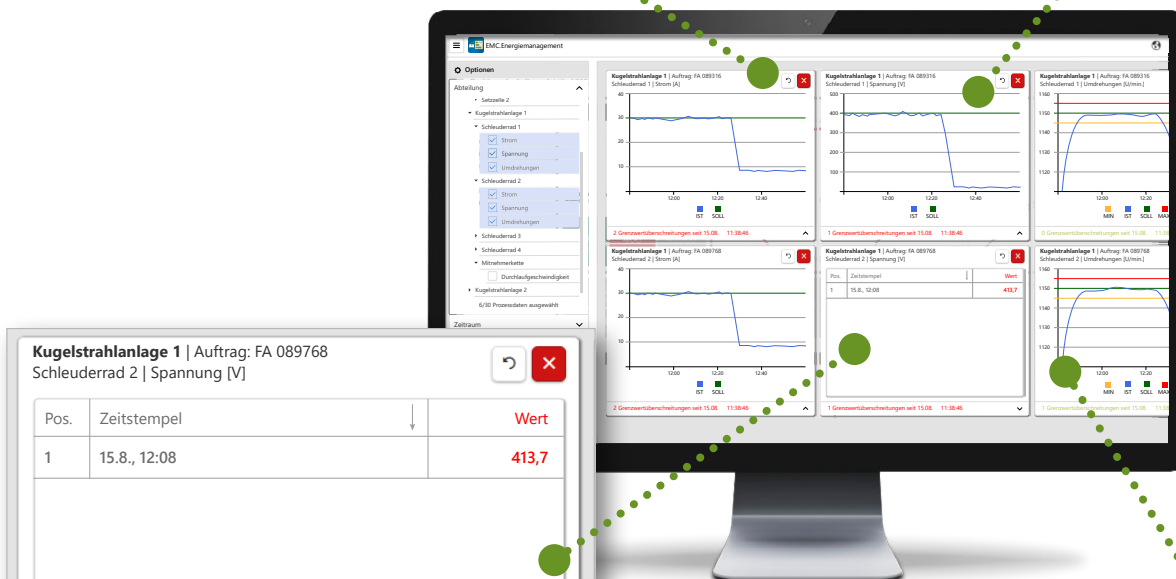 EMC.Energiemanagement
Optionen
Abteilung
Setzzelle 2
Kugelstrahlanlage 1
Schleuderrad 1
Strom
Spannung
Umdrehungen
Schleuderrad 2
Strom
Spannung
Umdrehungen
Schleuderrad 3
Schleuderrad 4
Mitnehmerkette
Durchlaufgeschwindigkeit
Kugelstrahlanlage 2
6/30 Prozessdaten ausgewählt
Zeitraum
Kugelstrahlanlage 1 | Auftrag: FA 089316
Schleuderrad 1 | Strom [A]
40
30
20
10
12:00 12:20 12:40
IST SOLL
2 Grenzwertüberschreitungen seit 15.08. 11:38:46
Kugelstrahlanlage 1 | Auftrag: FA 089316
Schleuderrad 1 | Spannung [V]
500
400
300
200
100
12:00 12:20 12:40
IST SOLL
1 Grenzwertüberschreitungen seit 15.08. 11:38:46
Kugelstrahlanlage 1 | Auftrag: FA 089316
Schleuderrad 1 | Umdrehungen [U/min.]
1160
1150
1140
1130
1120
12:00 12:20
MIN IST SOLL MAX
0 Grenzwertüberschreitungen seit 15.08.
Kugelstrahlanlage 1 | Auftrag: FA 089768
Schleuderrad 2 | Strom [A]
40
30
20
10
12:00 12:20 12:40
IST SOLL
2 Grenzwertüberschreitungen seit 15.08. 11:38:46
Kugelstrahlanlage 1 | Auftrag: FA 089768
Schleuderrad 2 | Spannung [V]
Pos. Zeitstempel Wert
1 15.8., 12:08 413,7
1 Grenzwertüberschreitungen seit 15.08. 11:38:46
Kugelstrahlanlage 1 | Auftrag: FA 089768
Schleuderrad 2 | Umdrehungen [U/min.]
1160
1150
1140
1130
1120
12:00 12:20
MIN IST SOLL MAX
1 Grenzwertüberschreitungen seit 15.08.
Kugelstrahlanlage 1 | Auftrag: FA 089768
Schleuderrad 2 | Spannung [V]
Pos. Zeitstempel Wert
1 15.8., 12:08 413,7